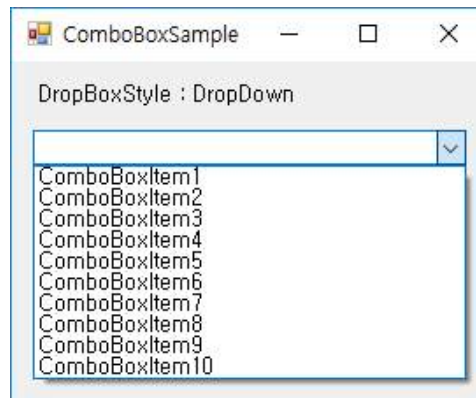 ComboBoxSample
DropBoxStyle : DropDown
ComboBoxItem1
ComboBoxItem2
ComboBoxItem3
ComboBoxItem4
ComboBoxItem5
ComboBoxItem6
ComboBoxItem7
ComboBoxItem8
ComboBoxItem9
ComboBoxItem10